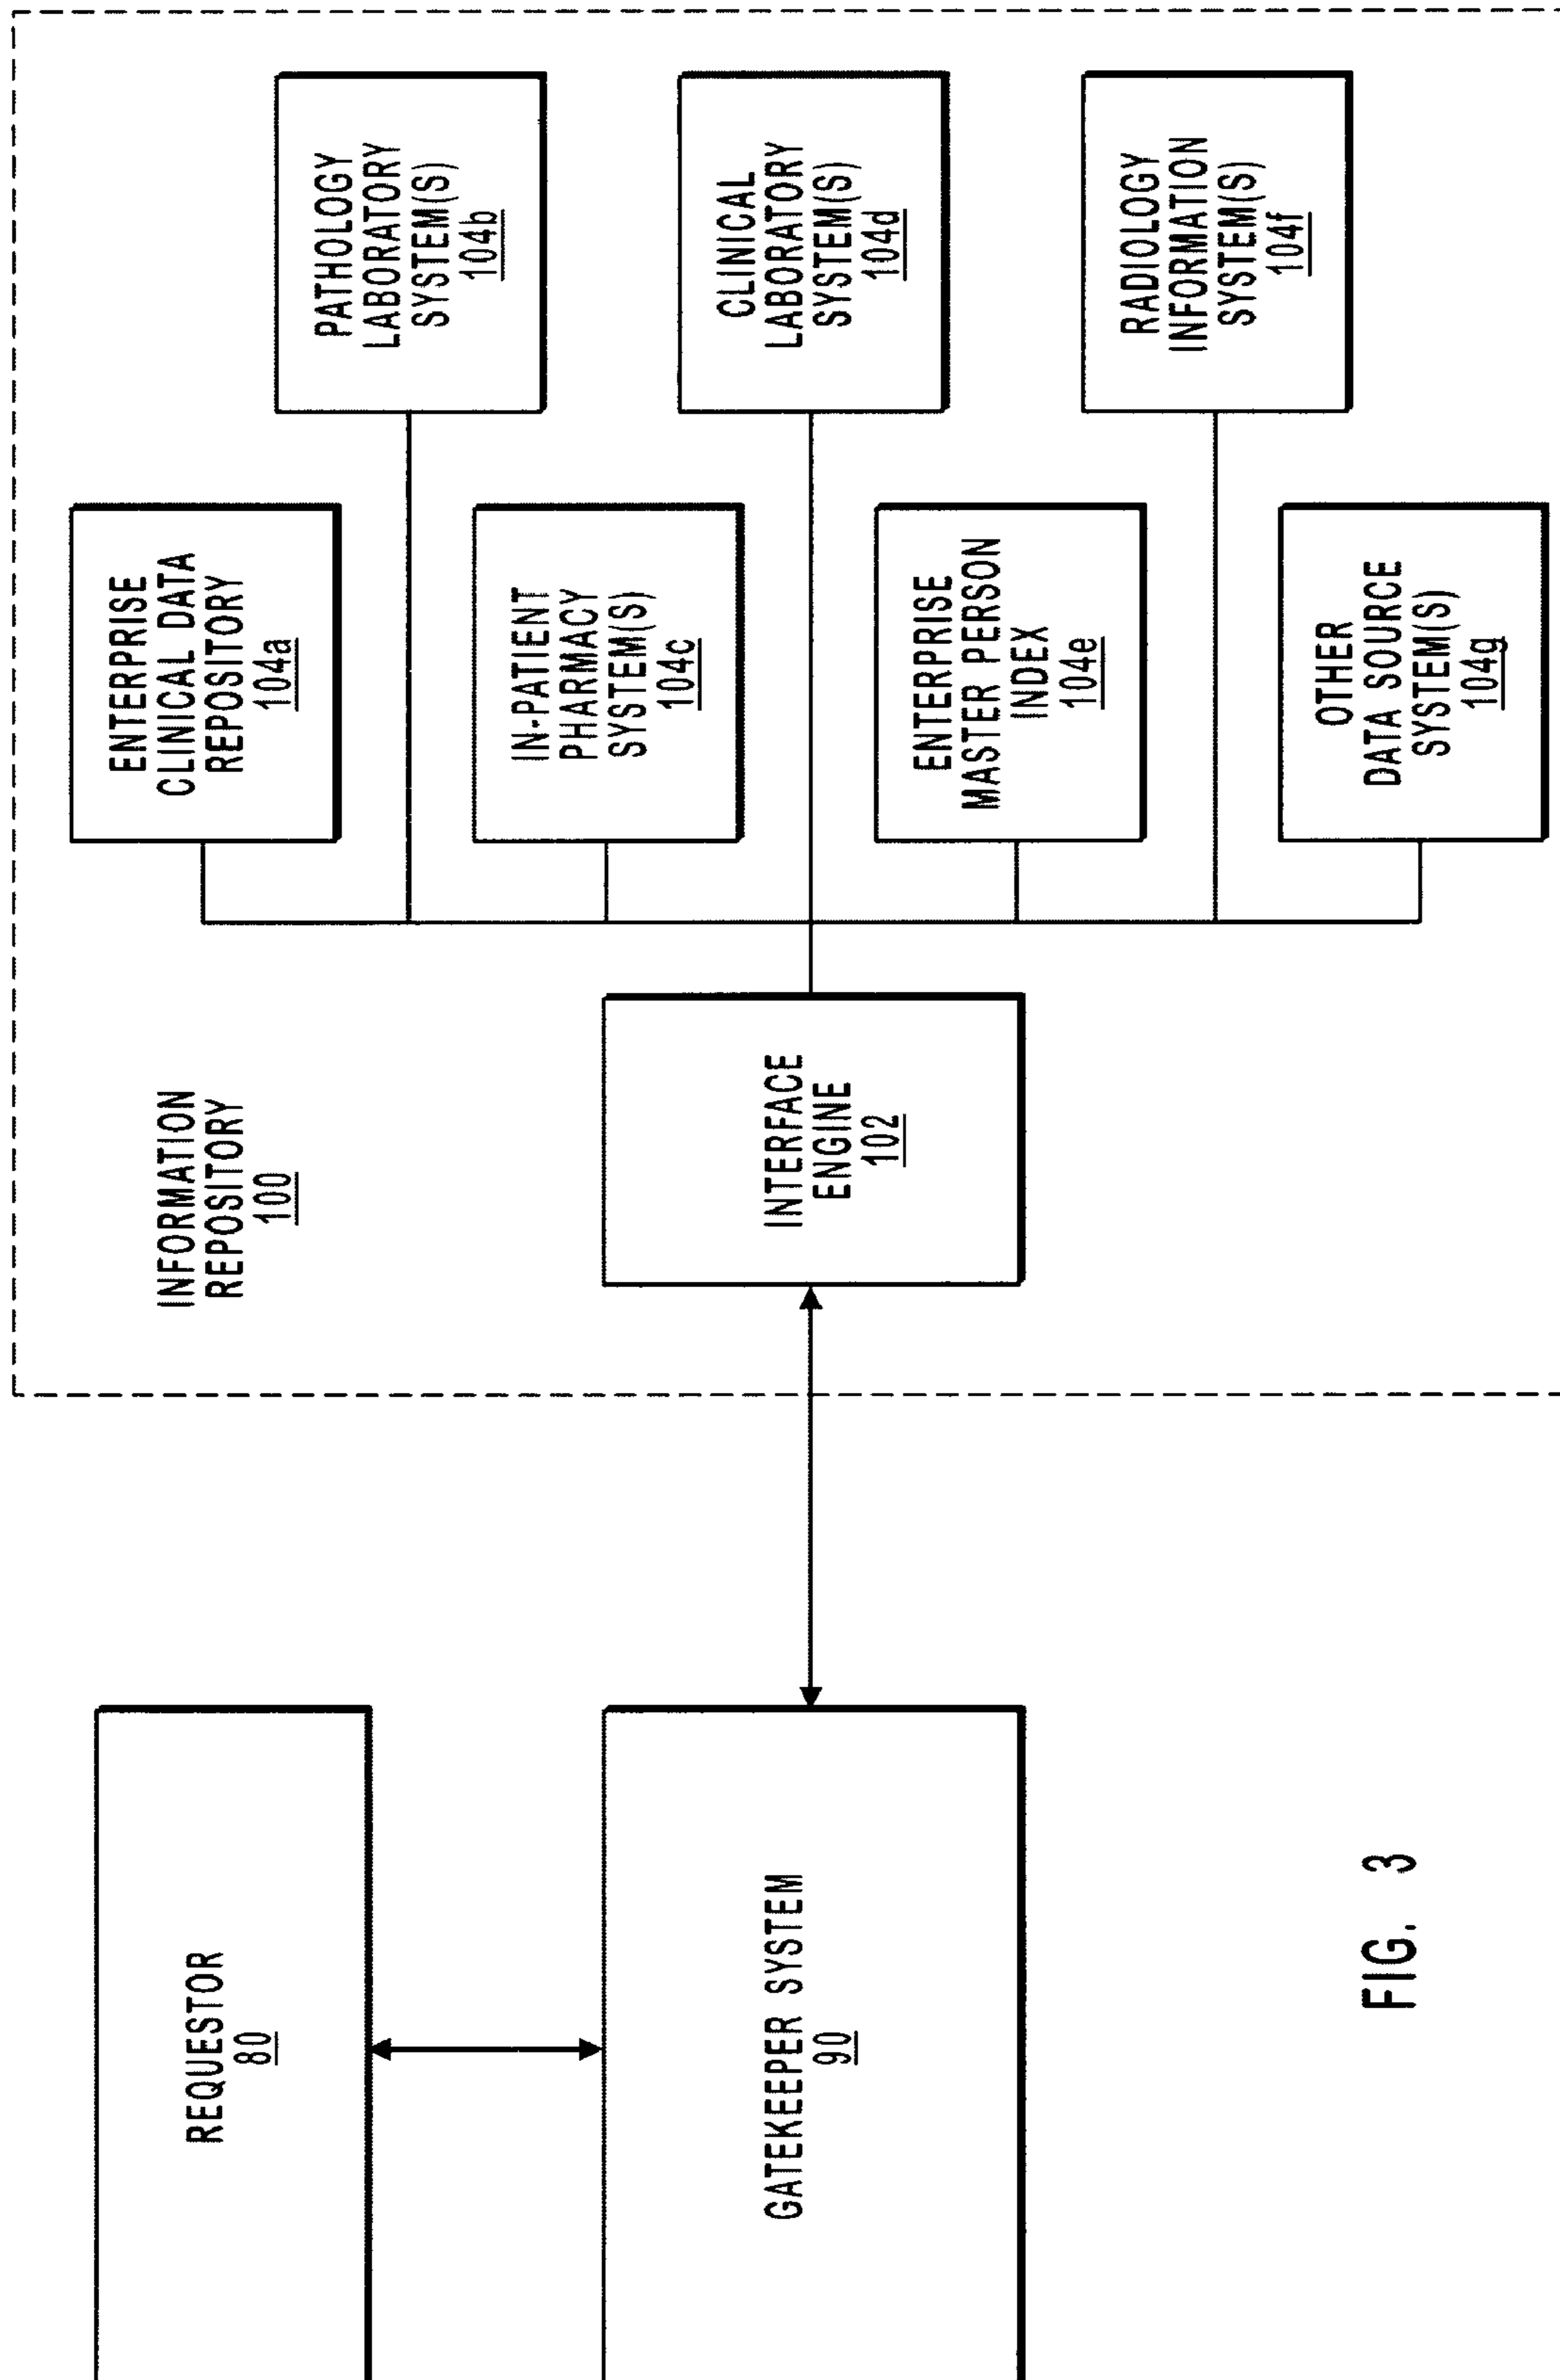 REQUESTOR
80
GATEKEEPER SYSTEM
90
INFORMATION
REPOSITORY
100
INTERFACE
ENGINE
102
ENTERPRISE
CLINICAL DATA
REPOSITORY
104a
PATHOLOGY
LABORATORY
SYSTEM(S)
104b
IN-PATIENT
PHARMACY
SYSTEM(S)
104c
CLINICAL
LABORATORY
SYSTEM(S)
104d
ENTERPRISE
MASTER PERSON
INDEX
104e
RADIOLOGY
INFORMATION
SYSTEM(S)
104f
OTHER
DATA SOURCE
SYSTEM(S)
104g
FIG. 3